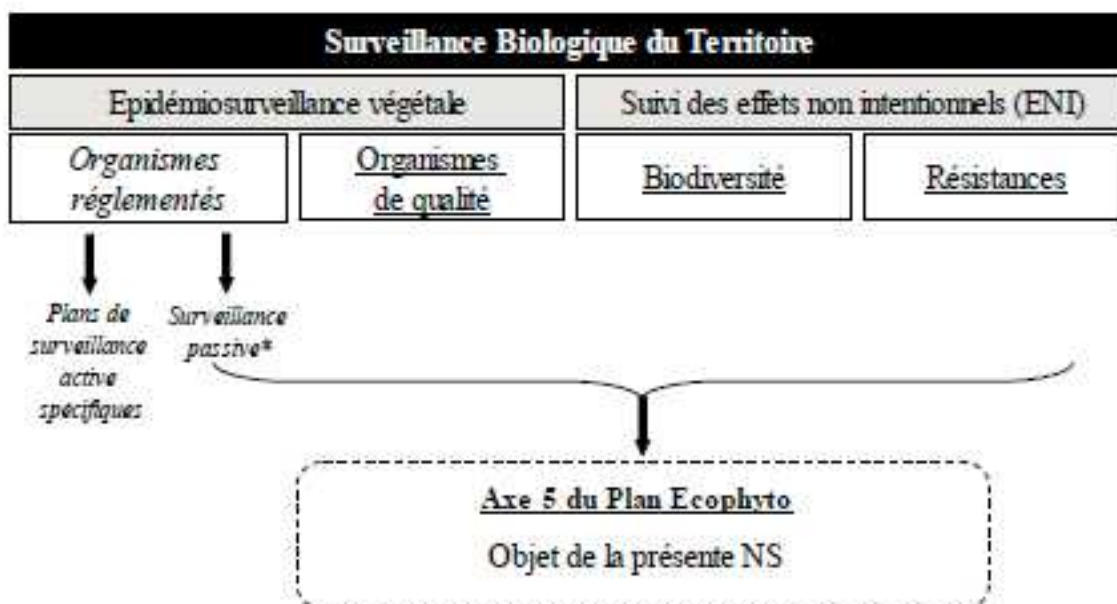 Surveillance Biologique du Territoire
Epidémiosurveillance végétale
Suivi des effets non intentionnels (ENI)
Organismes
réglementés
Organismes
de qualité
Biodiversité
Résistances
Plans de
surveillance
active
spécifiques
Surveillance
passive*
Axe 5 du Plan Ecophyto
Objet de la présente NS